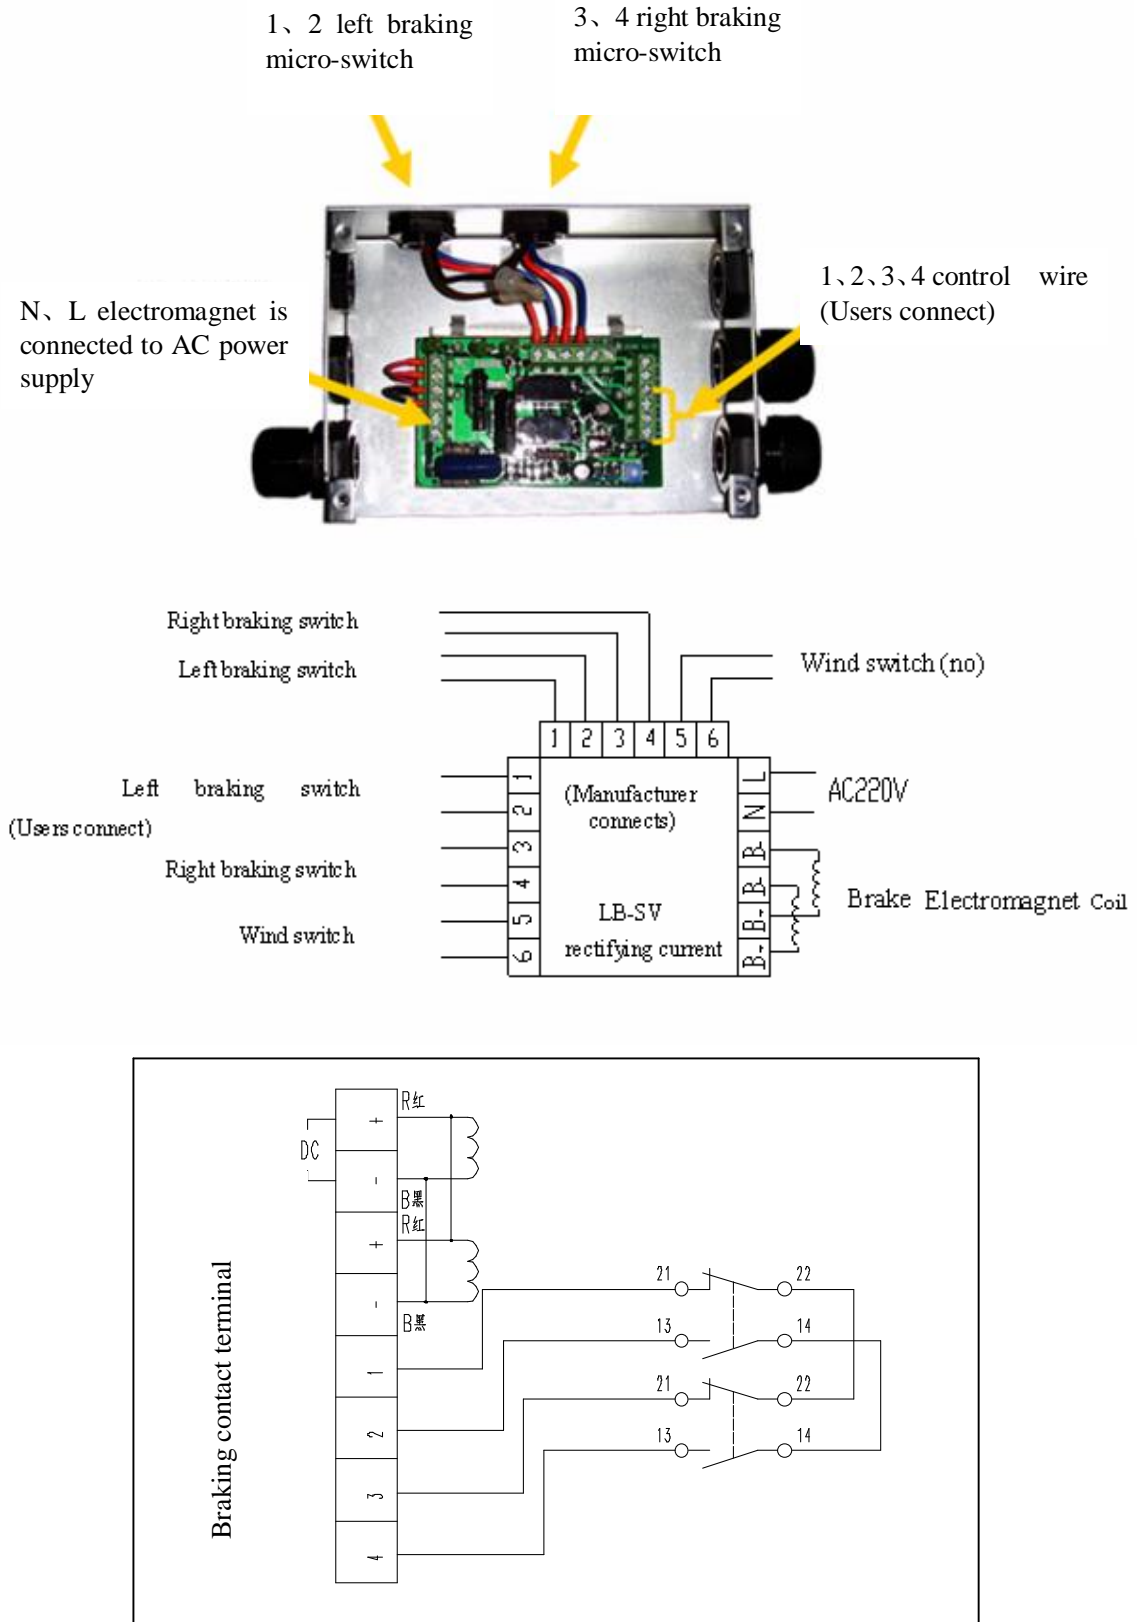 1、2 left braking
micro-switch
3、4 right braking
micro-switch
N、L electromagnet is
connected to AC power
supply
1、2、3、4 control wire
(Users connect)
Right braking switch
Left braking switch
Wind switch (no)
1 2 3 4 5 6
Left braking switch
(Users connect)
Right braking switch
Wind switch
1
2
3
4
5
6
(Manufacturer
connects)
LB-SV
rectifying current
L
N
B-
B-
B+
B+
AC220V
Brake Electromagnet Coil
Braking contact terminal
DC
+
-
+
-
1
2
3
4
R红
B黑
R红
B黑
21 22
13 14
21 22
13 14